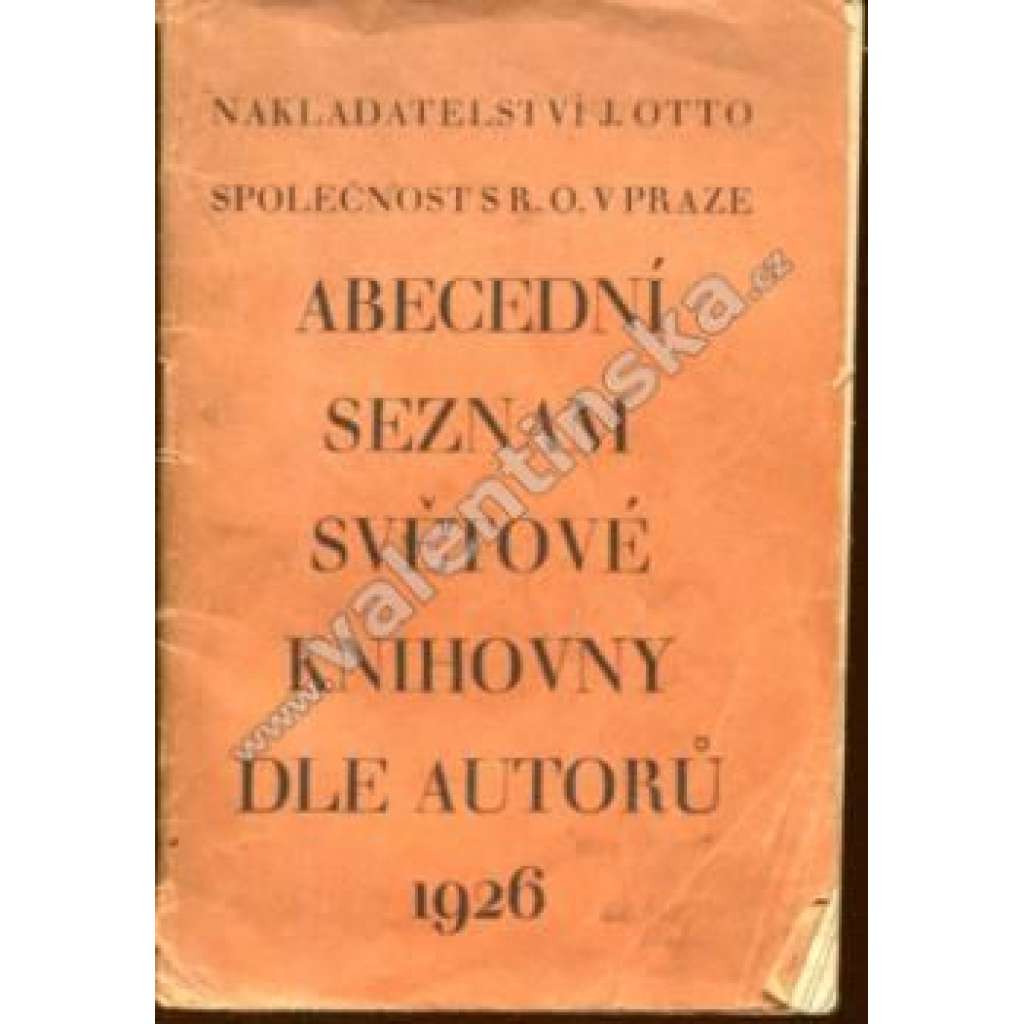 NAKLADATELSTVÍ J. OTTO
SPOLEČNOST S R. O. V PRAZE
ABECEDNÍ
SEZNAM
SVĚTOVÉ
KNIHOVNY
DLE AUTORŮ
1926
www.valentinska.cz